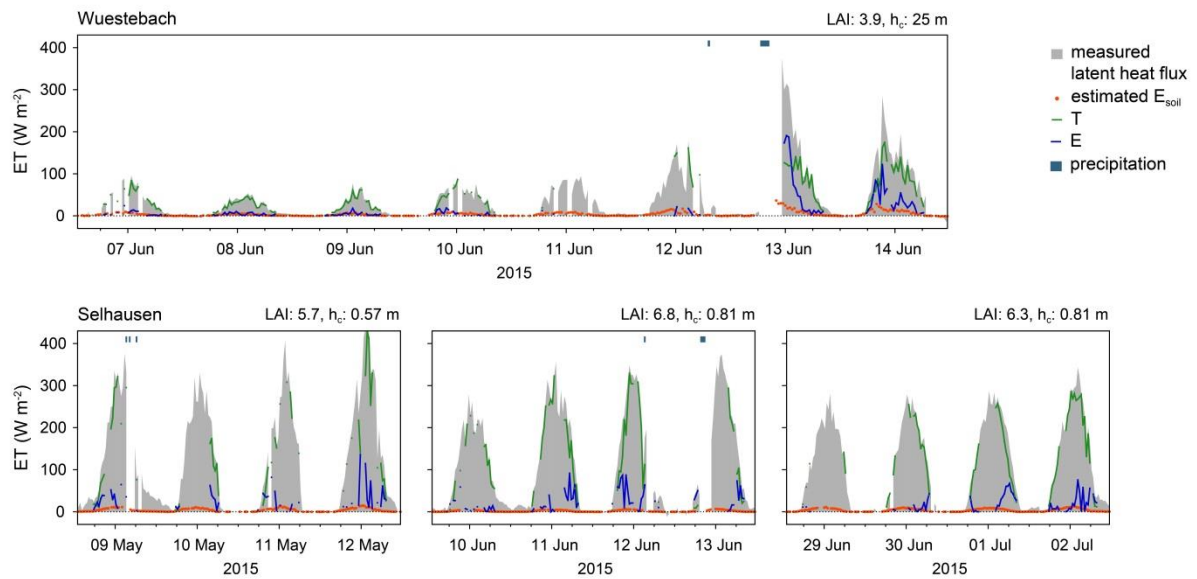 Wuestebach
LAI: 3.9, hc: 25 m
400
300
200
100
0
ET (W m-2)
07 Jun 08 Jun 09 Jun 10 Jun 11 Jun 12 Jun 13 Jun 14 Jun
2015
measured
latent heat flux
estimated Esoil
T
E
precipitation
Selhausen
LAI: 5.7, hc: 0.57 m
LAI: 6.8, hc: 0.81 m
LAI: 6.3, hc: 0.81 m
400
300
200
100
0
ET (W m-2)
09 May 10 May 11 May 12 May
10 Jun 11 Jun 12 Jun 13 Jun
29 Jun 30 Jun 01 Jul 02 Jul
2015
2015
2015